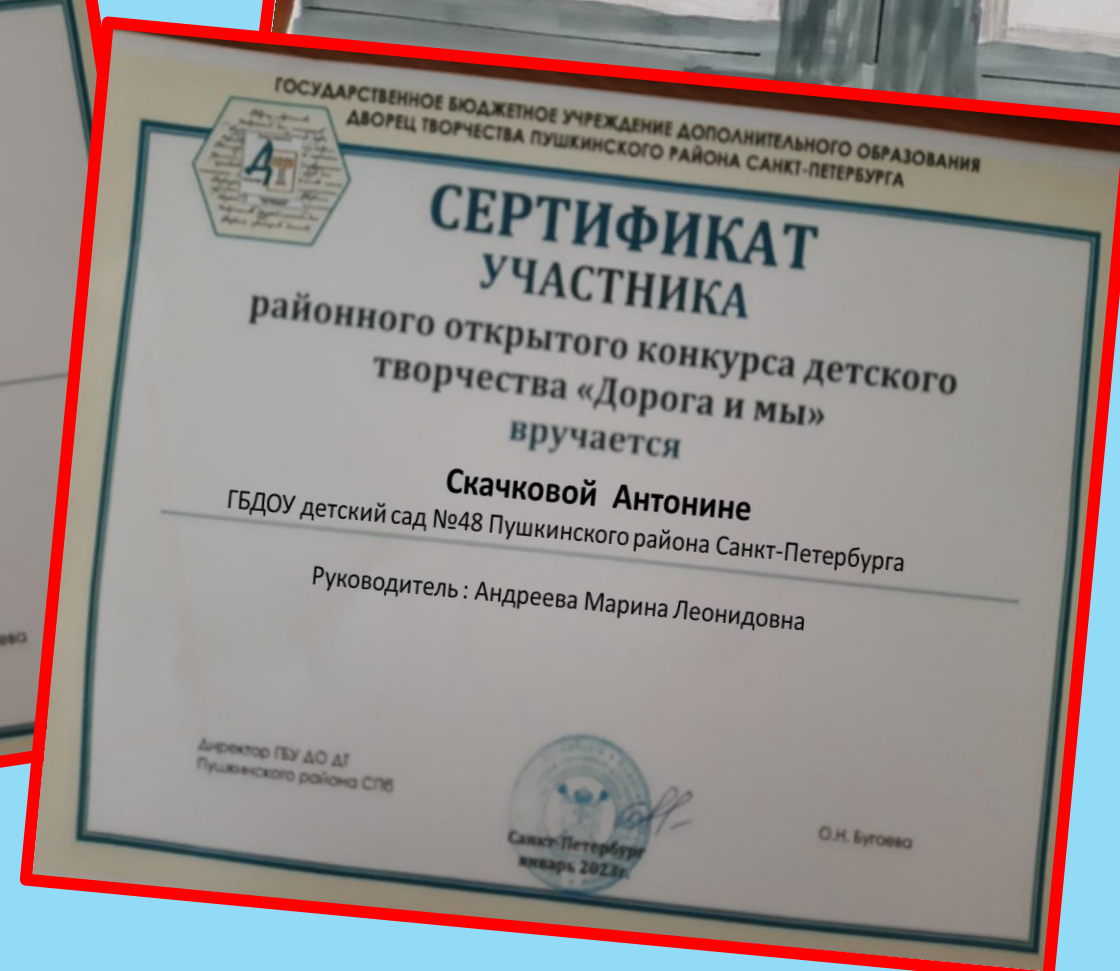 ГОСУДАРСТВЕННОЕ БЮДЖЕТНОЕ УЧРЕЖДЕНИЕ ДОПОЛНИТЕЛЬНОГО ОБРАЗОВАНИЯ
ДВОРЕЦ ТВОРЧЕСТВА ПУШКИНСКОГО РАЙОНА САНКТ-ПЕТЕРБУРГА
ДТ
СЕРТИФИКАТ
УЧАСТНИКА
районного открытого конкурса детского
творчества «Дорога и мы»
вручается
Скачковой Антонине
ГБДОУ детский сад №48 Пушкинского района Санкт-Петербурга
Руководитель : Андреева Марина Леонидовна
Директор ГБУ ДО ДТ
Пушкинского района СПб
О.Н. Бугоева
Санкт-Петербург
январь 2023г.